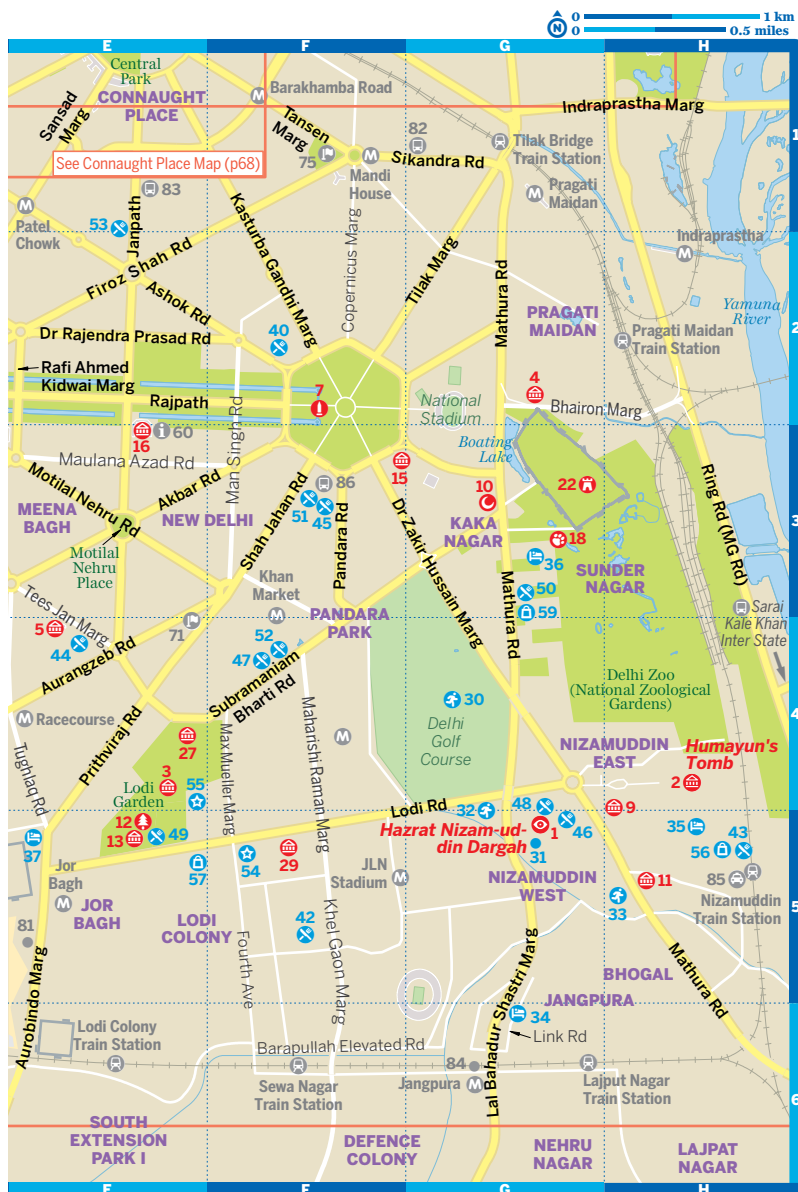 0 1 km
N 0 0.5 miles
E F G H
Central
Park
CONNAUGHT
PLACE
Barakhamba Road
Sansad
Marg
Tansen
Marg
Indraprastha Marg
1
82
Tilak Bridge
Train Station
See Connaught Place Map (p68)
75
Sikandra Rd
M
Mandi
House
Pragati
Maidan
83
Patel
Chowk
53
Janpath
Kasturba Gandhi Marg
Copernicus Marg
Tilak Marg
Mathura Rd
Indraprastha
Firoz Shah Rd
Ashok Rd
Yamuna
River
PRAGATI
MAIDAN
2
Dr Rajendra Prasad Rd
40
Pragati Maidan
Train Station
Rafi Ahmed
Kidwai Marg
Rajpath
7
4
National
Stadium
Bhairon Marg
16
60
Man Singh Rd
Boating
Lake
Maulana Azad Rd
15
Motilal Nehru Rd
Akbar Rd
86
10
22
Ring Rd (MG Rd)
MEENA
BAGH
NEW DELHI
Shah Jahan Rd
51
45
Pandara Rd
Dr Zakir Hussain Marg
KAKA
NAGAR
3
Motilal
Nehru
Place
18
36
SUNDER
NAGAR
Khan
Market
Mathura Rd
50
59
Tees Jan Marg
PANDARA
PARK
Sarai
Kale Khan
Inter State
5
71
44
52
47
Aurangzeb Rd
Subramaniam
Bharti Rd
Delhi Zoo
(National Zoological
Gardens)
30
Racecourse
Prithviraj Rd
Delhi
Golf
Course
4
Tughlaq Rd
27
Max Mueller Marg
Maharishi Raman Marg
M
NIZAMUDDIN
EAST
Humayun's
Tomb
3
2
Lodi
Garden
55
Lodi Rd
32
48
9
12
13
49
Hazrat Nizam-ud-
din Dargah
1
46
35
43
37
31
56
57
54
29
Jor
Bagh
JLN
Stadium
NIZAMUDDIN
WEST
11
85
Nizamuddin
Train Station
JOR
BAGH
81
LODI
COLONY
42
33
5
Khel Gaon Marg
Fourth Ave
Lal Bahadur Shastri Marg
BHOGAL
Mathura Rd
JANGPURA
Aurobindo Marg
34
Lodi Colony
Train Station
Link Rd
Barapullah Elevated Rd
84
Sewa Nagar
Train Station
Jangpura
Lajput Nagar
Train Station
6
SOUTH
EXTENSION
PARK I
DEFENCE
COLONY
NEHRU
NAGAR
LAJPAT
NAGAR
E F G H